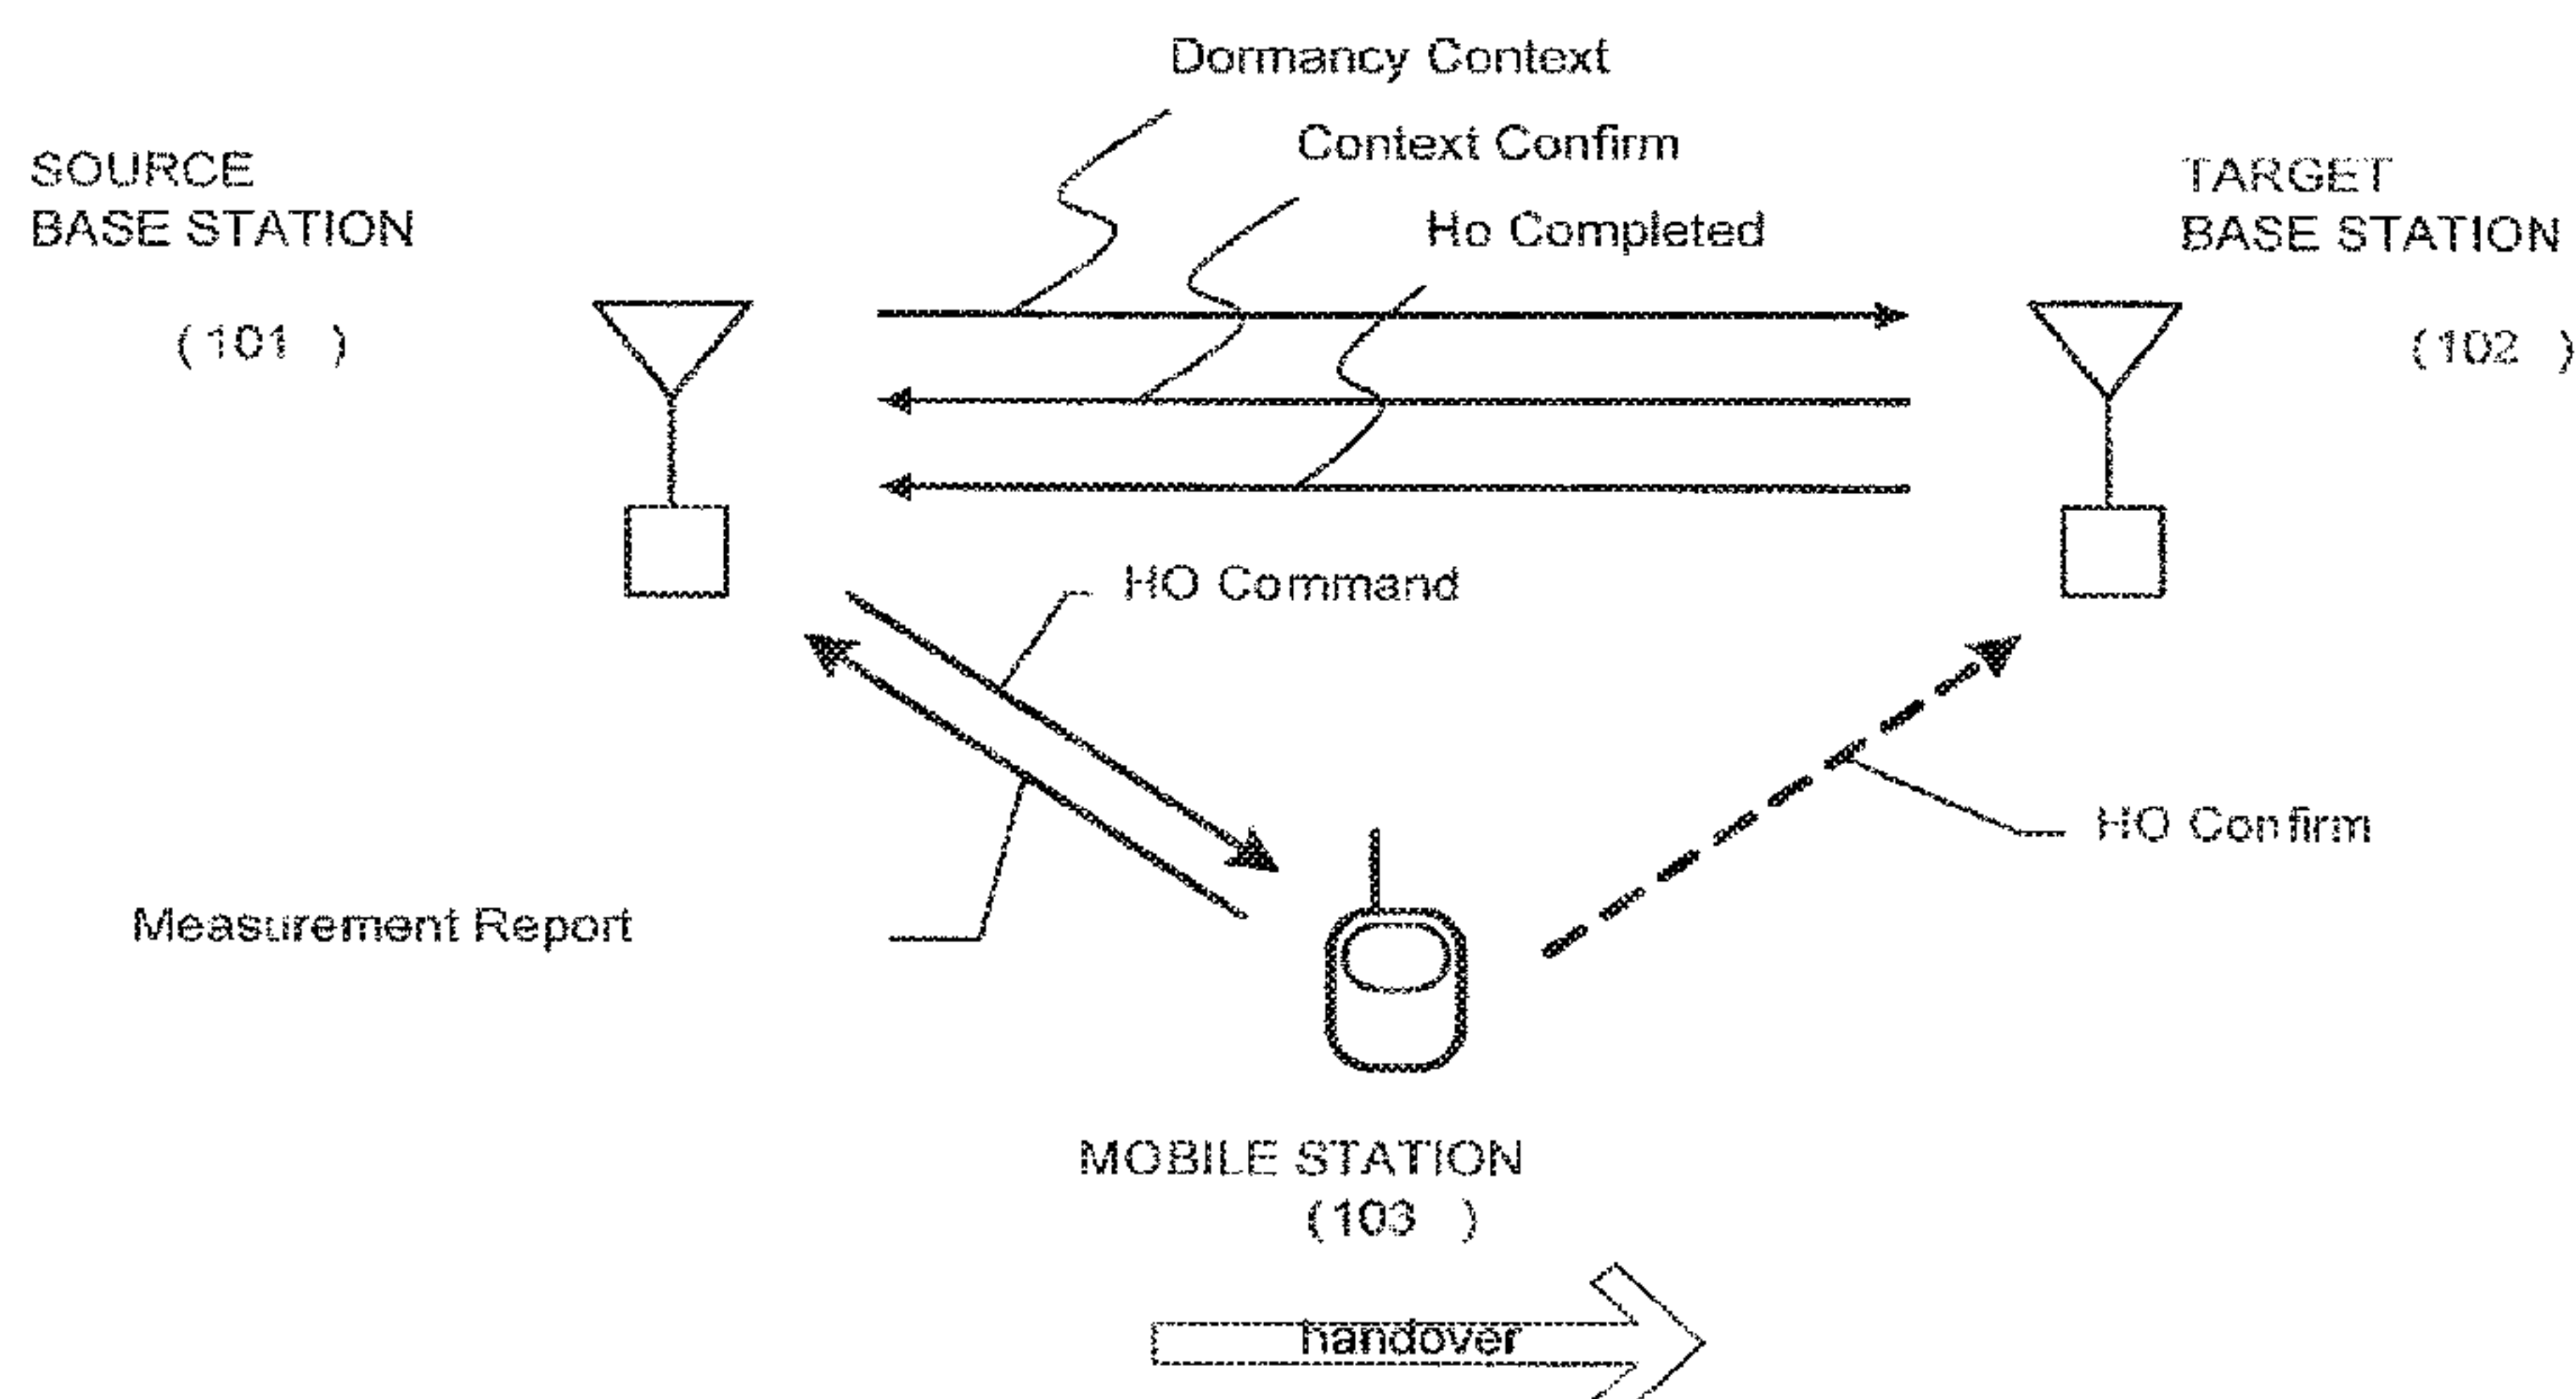 Dormancy Context
Context Confirm
Ho Completed
SOURCE
BASE STATION
(101 )
TARGET
BASE STATION
(102 )
HO Command
HO Confirm
Measurement Report
MOBILE STATION
(103 )
handover